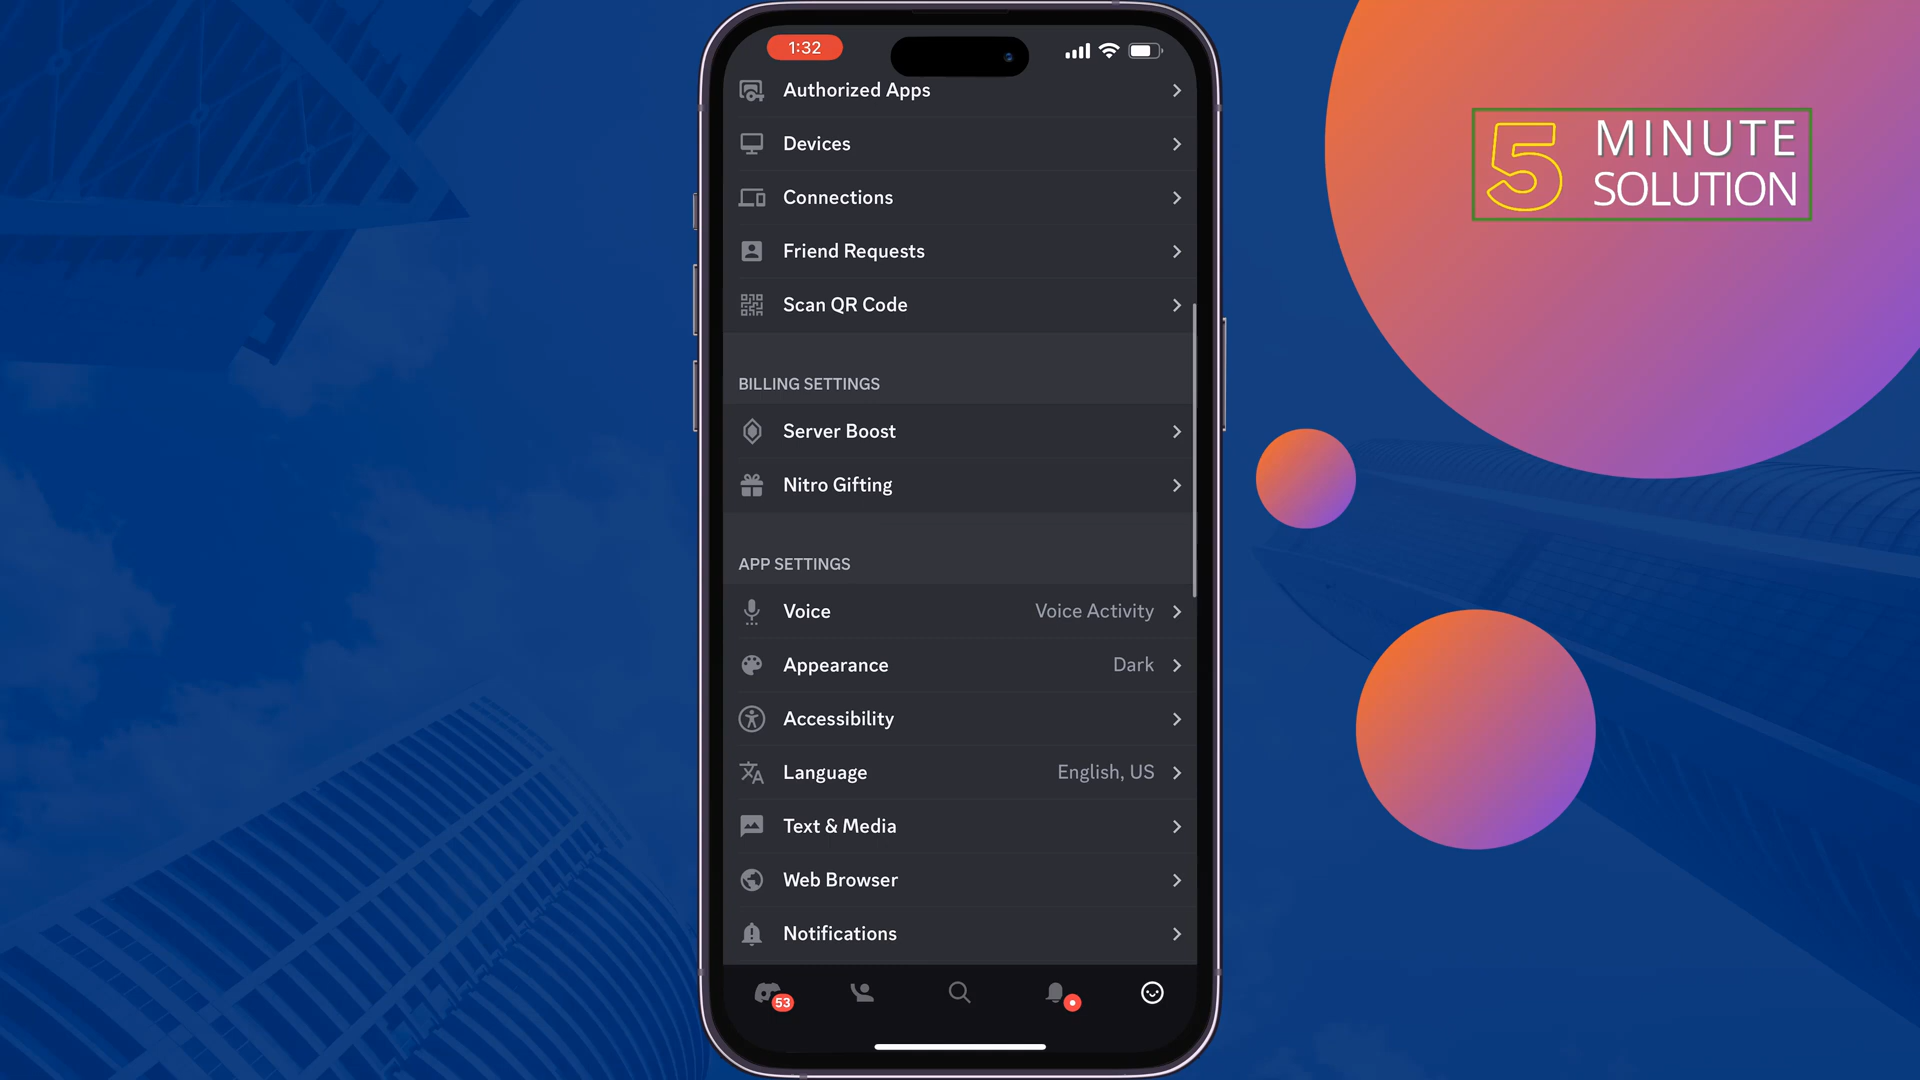 1:32
Authorized Apps
Devices
Connections
Friend Requests
Scan QR Code
BILLING SETTINGS
Server Boost
Nitro Gifting
APP SETTINGS
Voice Voice Activity
Appearance Dark
Accessibility
Language English, US
Text & Media
Web Browser
Notifications
53
5 MINUTE
SOLUTION